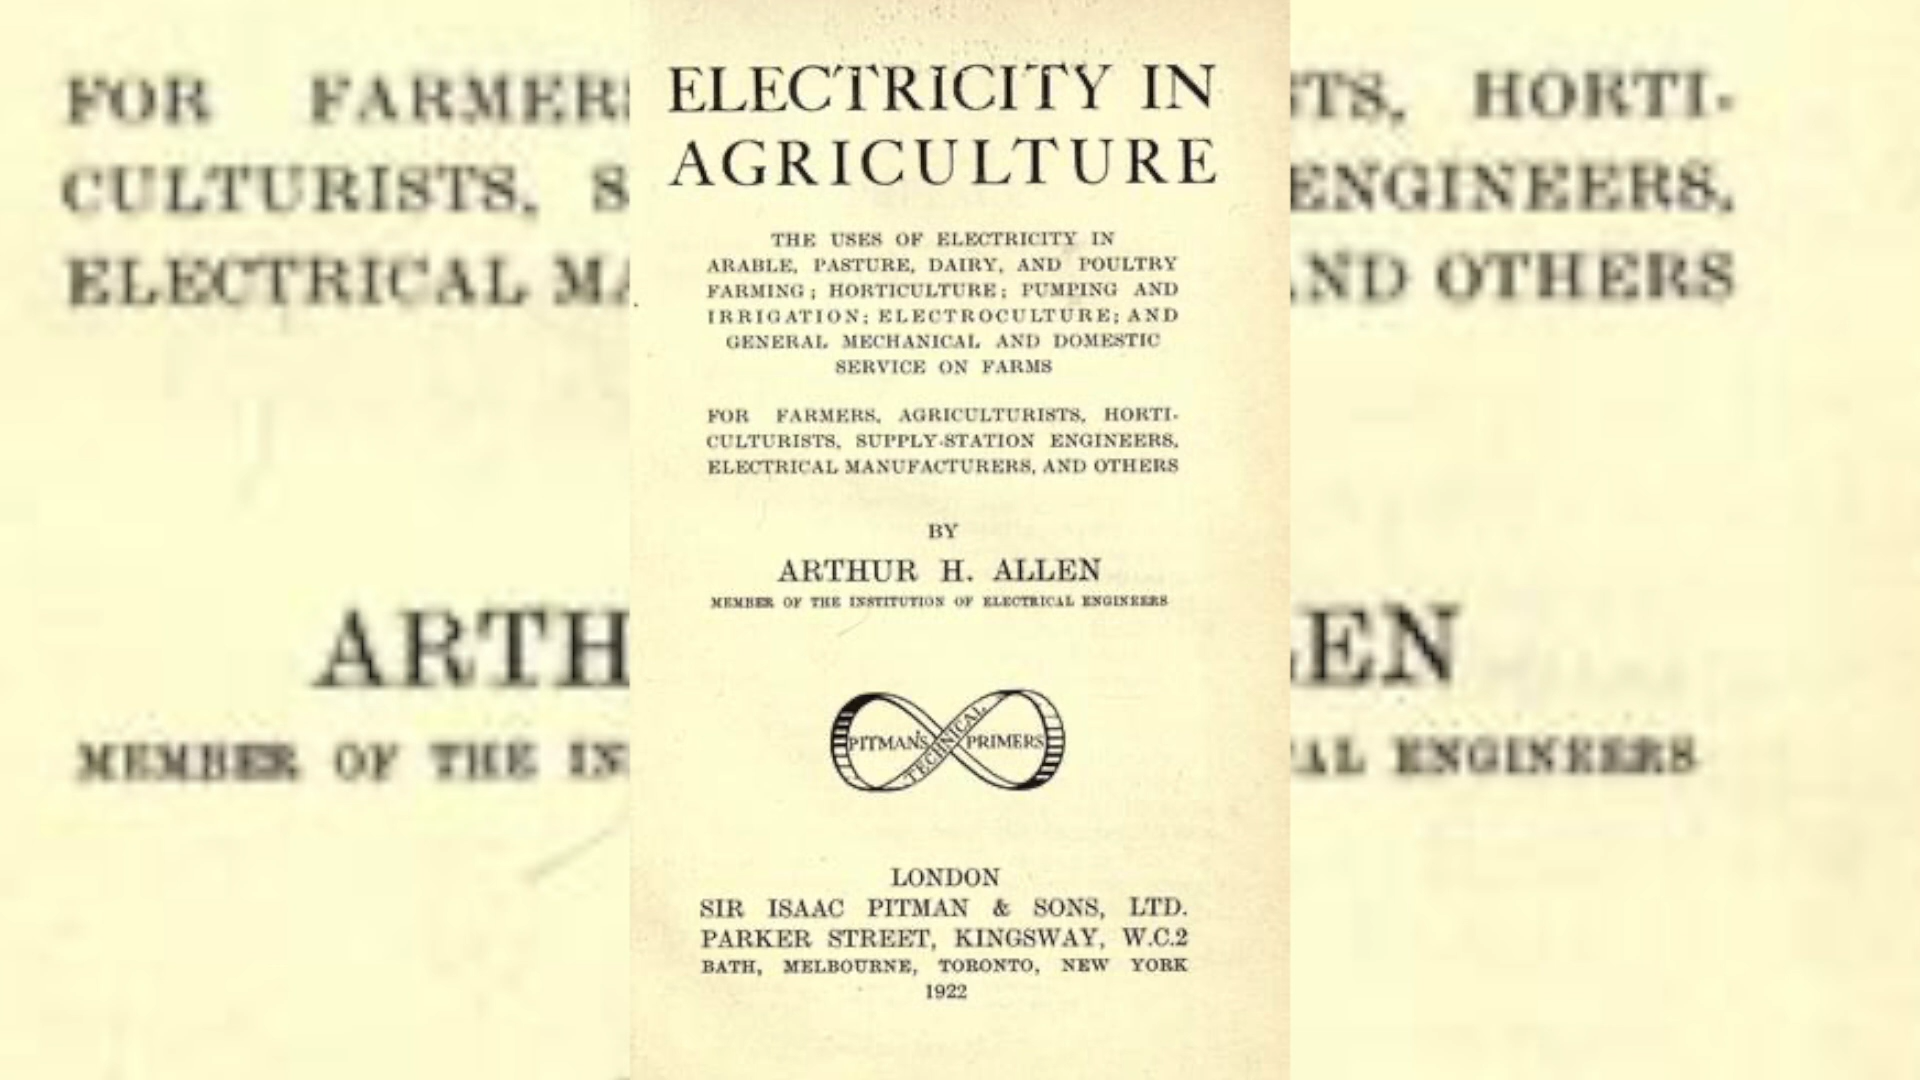 ELECTRICITY IN
AGRICULTURE
THE USES OF ELECTRICITY IN
ARABLE, PASTURE, DAIRY, AND POULTRY
FARMING; HORTICULTURE; PUMPING AND
IRRIGATION; ELECTROCULTURE; AND
GENERAL MECHANICAL AND DOMESTIC
SERVICE ON FARMS
FOR FARMERS, AGRICULTURISTS, HORTI-
CULTURISTS, SUPPLY-STATION ENGINEERS,
ELECTRICAL MANUFACTURERS, AND OTHERS
BY
ARTHUR H. ALLEN
MEMBER OF THE INSTITUTION OF ELECTRICAL ENGINEERS
PITMAN'S TECHNICAL PRIMERS
LONDON
SIR ISAAC PITMAN & SONS, LTD.
PARKER STREET, KINGSWAY, W.C.2
BATH, MELBOURNE, TORONTO, NEW YORK
1922
FOR FARMERS
CULTURISTS, S
ELECTRICAL MA
ARTH
MEMBER OF THE INS
TS, HORTI-
ENGINEERS,
ND OTHERS
EN
AL ENGINEERS